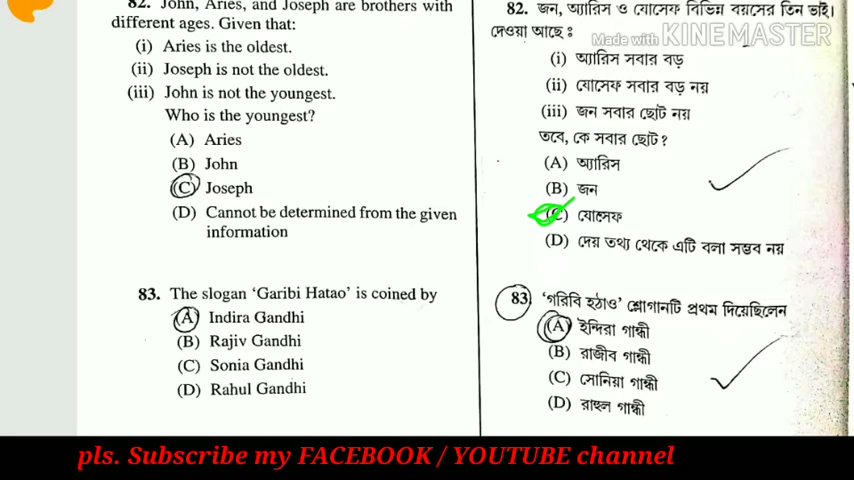 82. John, Aries, and Joseph are brothers with
different ages. Given that:
(i) Aries is the oldest.
(ii) Joseph is not the oldest.
(iii) John is not the youngest.
Who is the youngest?
(A) Aries
(B) John
(C) Joseph
(D) Cannot be determined from the given
information
83. The slogan ‘Garibi Hatao’ is coined by
(A) Indira Gandhi
(B) Rajiv Gandhi
(C) Sonia Gandhi
(D) Rahul Gandhi
82. জন, অ্যারিস ও যোসেফ বিভিন্ন বয়সের তিন ভাই।
দেওয়া আছে :
Made with KINEMASTER
(i) অ্যারিস সবার বড়
(ii) যোসেফ সবার বড় নয়
(iii) জন সবার ছোট নয়
তবে, কে সবার ছোট?
(A) অ্যারিস
(B) জন
(C) যোসেফ
(D) দেয় তথ্য থেকে এটি বলা সম্ভব নয়
83. ‘গরিবি হঠাও’ শ্লোগানটি প্রথম দিয়েছিলেন
(A) ইন্দিরা গান্ধী
(B) রাজীব গান্ধী
(C) সোনিয়া গান্ধী
(D) রাহুল গান্ধী
pls. Subscribe my FACEBOOK / YOUTUBE channel